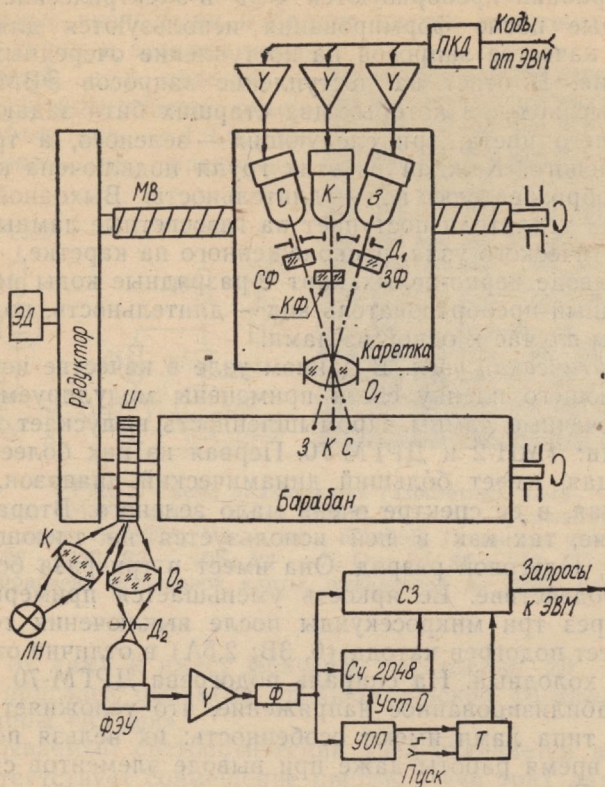 Коды
от ЭВМ
ПКД
У
У
У
С
К
З
МВ
Д1
СФ
ЗФ
КФ
ЭД
Редуктор
Каретка
О1
Ш
З К С
Барабан
К
О2
ЛН
Д2
ФЭУ
У
Ф
СЗ
Запросы
к ЭВМ
Сч. 2048
Уст 0
УОП
Т
Пуск